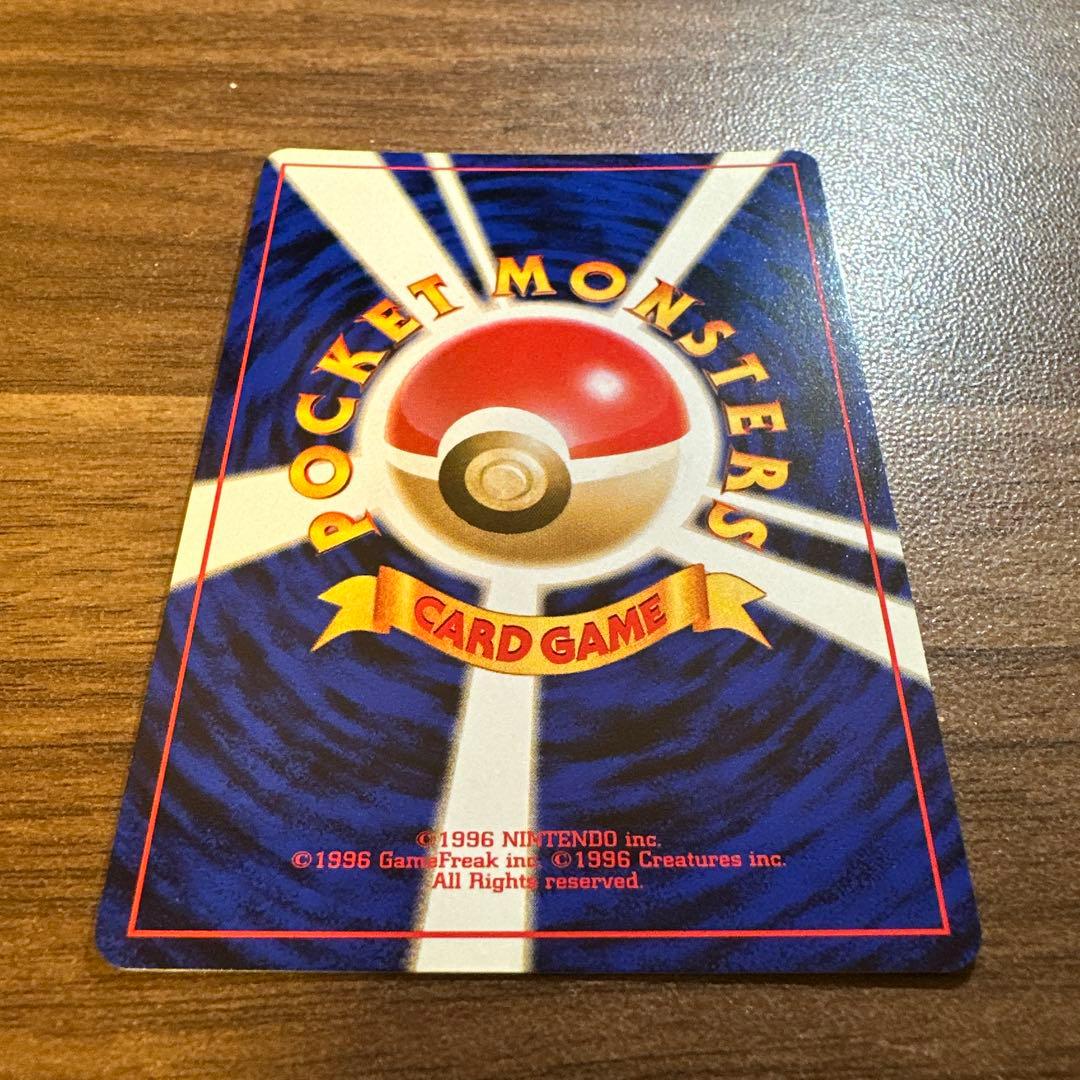 POCKET MONSTERS
CARD GAME
©1996 NINTENDO inc.
©1996 GameFreak inc. ©1996 Creatures inc.
All Rights reserved.